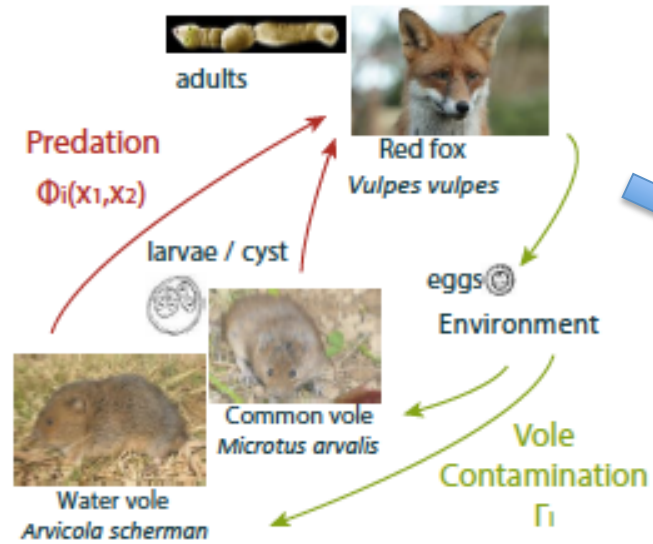 adults
Predation
Φi(x1,x2)
Red fox
Vulpes vulpes
larvae / cyst
eggs
Environment
Common vole
Microtus arvalis
Water vole
Arvicola scherman
Vole
Contamination
Γi